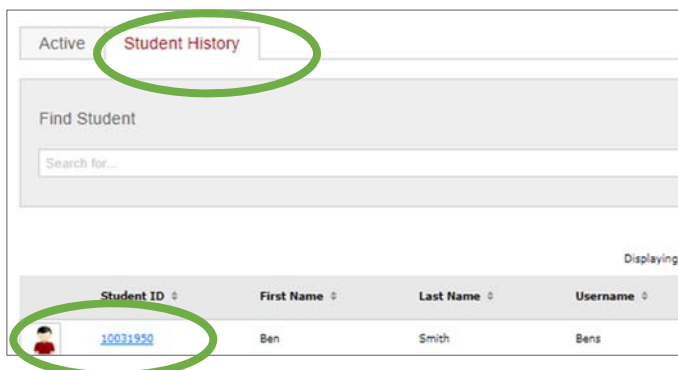 Active Student History
Find Student
Search for...
Displaying
Student ID First Name Last Name Username
10031950 Ben Smith Bens